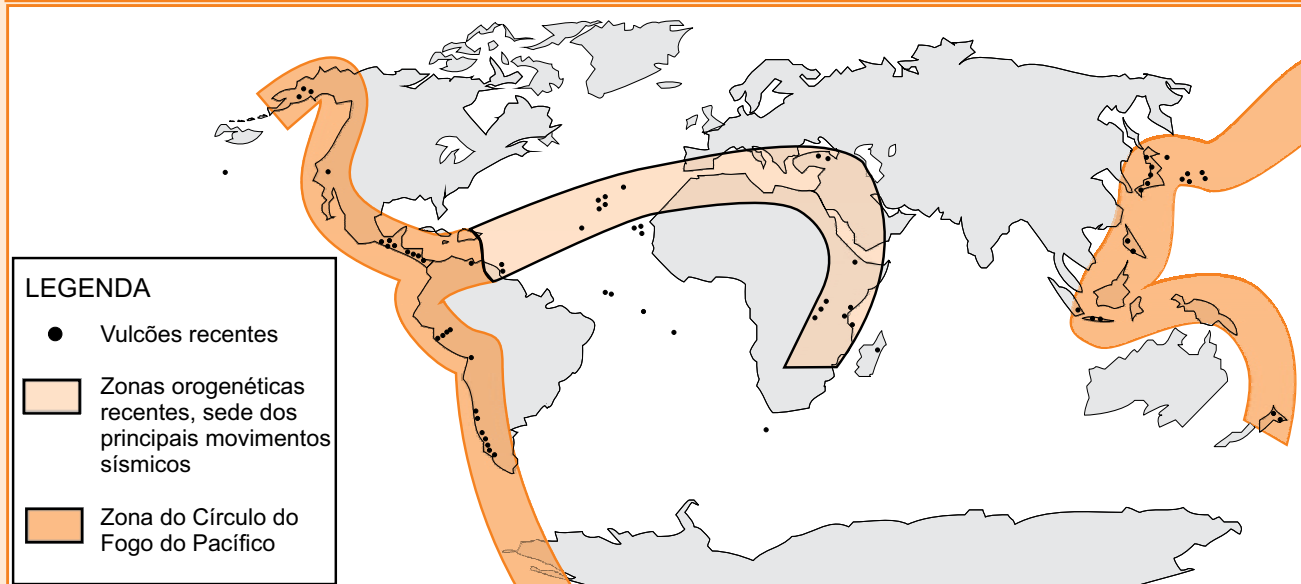 LEGENDA
Vulcões recentes
Zonas orogenéticas
recentes, sede dos
principais movimentos
sísmicos
Zona do Círculo do
Fogo do Pacífico